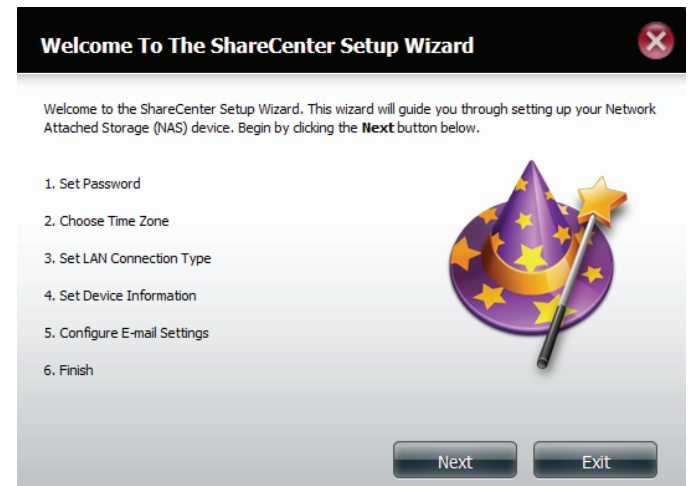 Welcome To The ShareCenter Setup Wizard
Welcome to the ShareCenter Setup Wizard. This wizard will guide you through setting up your Network
Attached Storage (NAS) device. Begin by clicking the Next button below.
1. Set Password
2. Choose Time Zone
3. Set LAN Connection Type
4. Set Device Information
5. Configure E-mail Settings
6. Finish
Next Exit